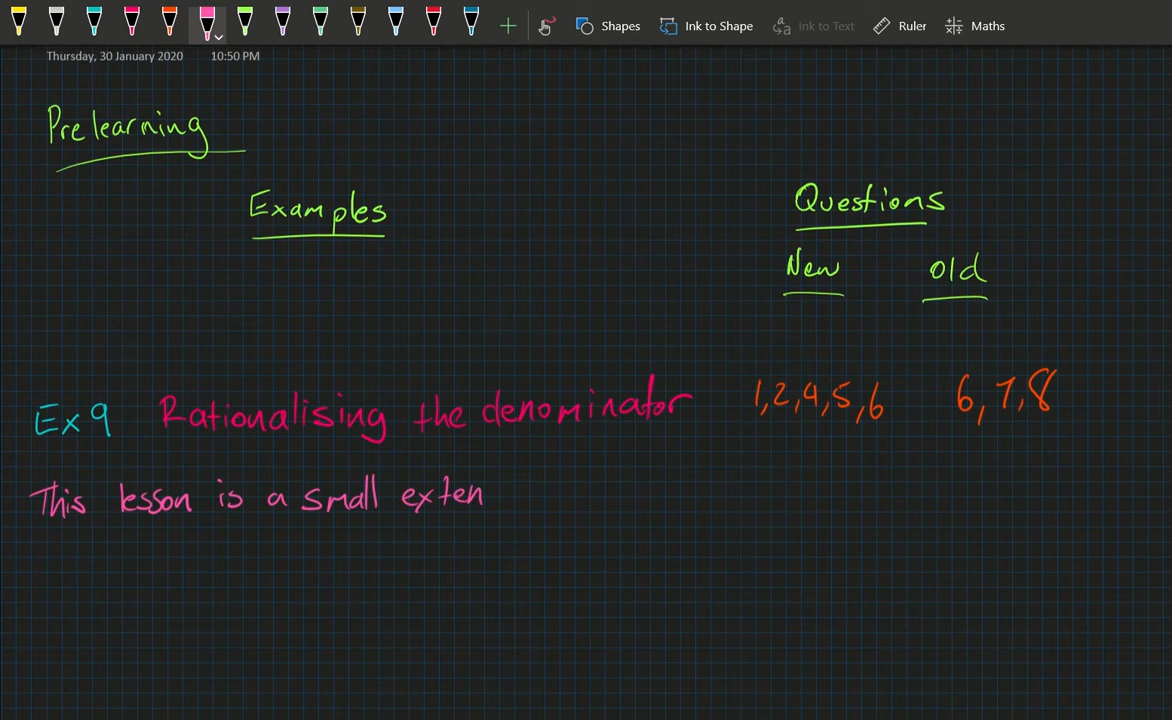 Shapes Ink to Shape Ink to Text Ruler Maths
Thursday, 30 January 2020 10:50 PM
Prelearning
Examples
Questions
New Old
Ex 9 Rationalising the denominator 1,2,4,5,6 6,7,8
This lesson is a small exten